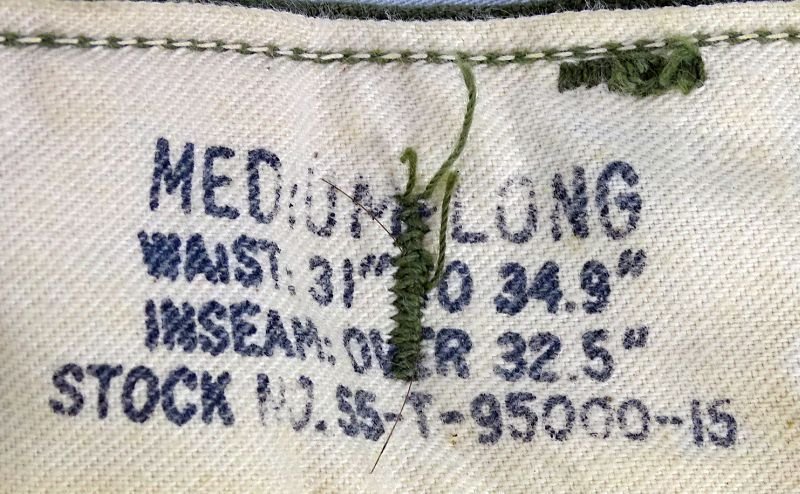 MEDIUM-LONG
WAIST: 31" TO 34.9"
INSEAM: OVER 32.5"
STOCK NO. 55-T-95000-15